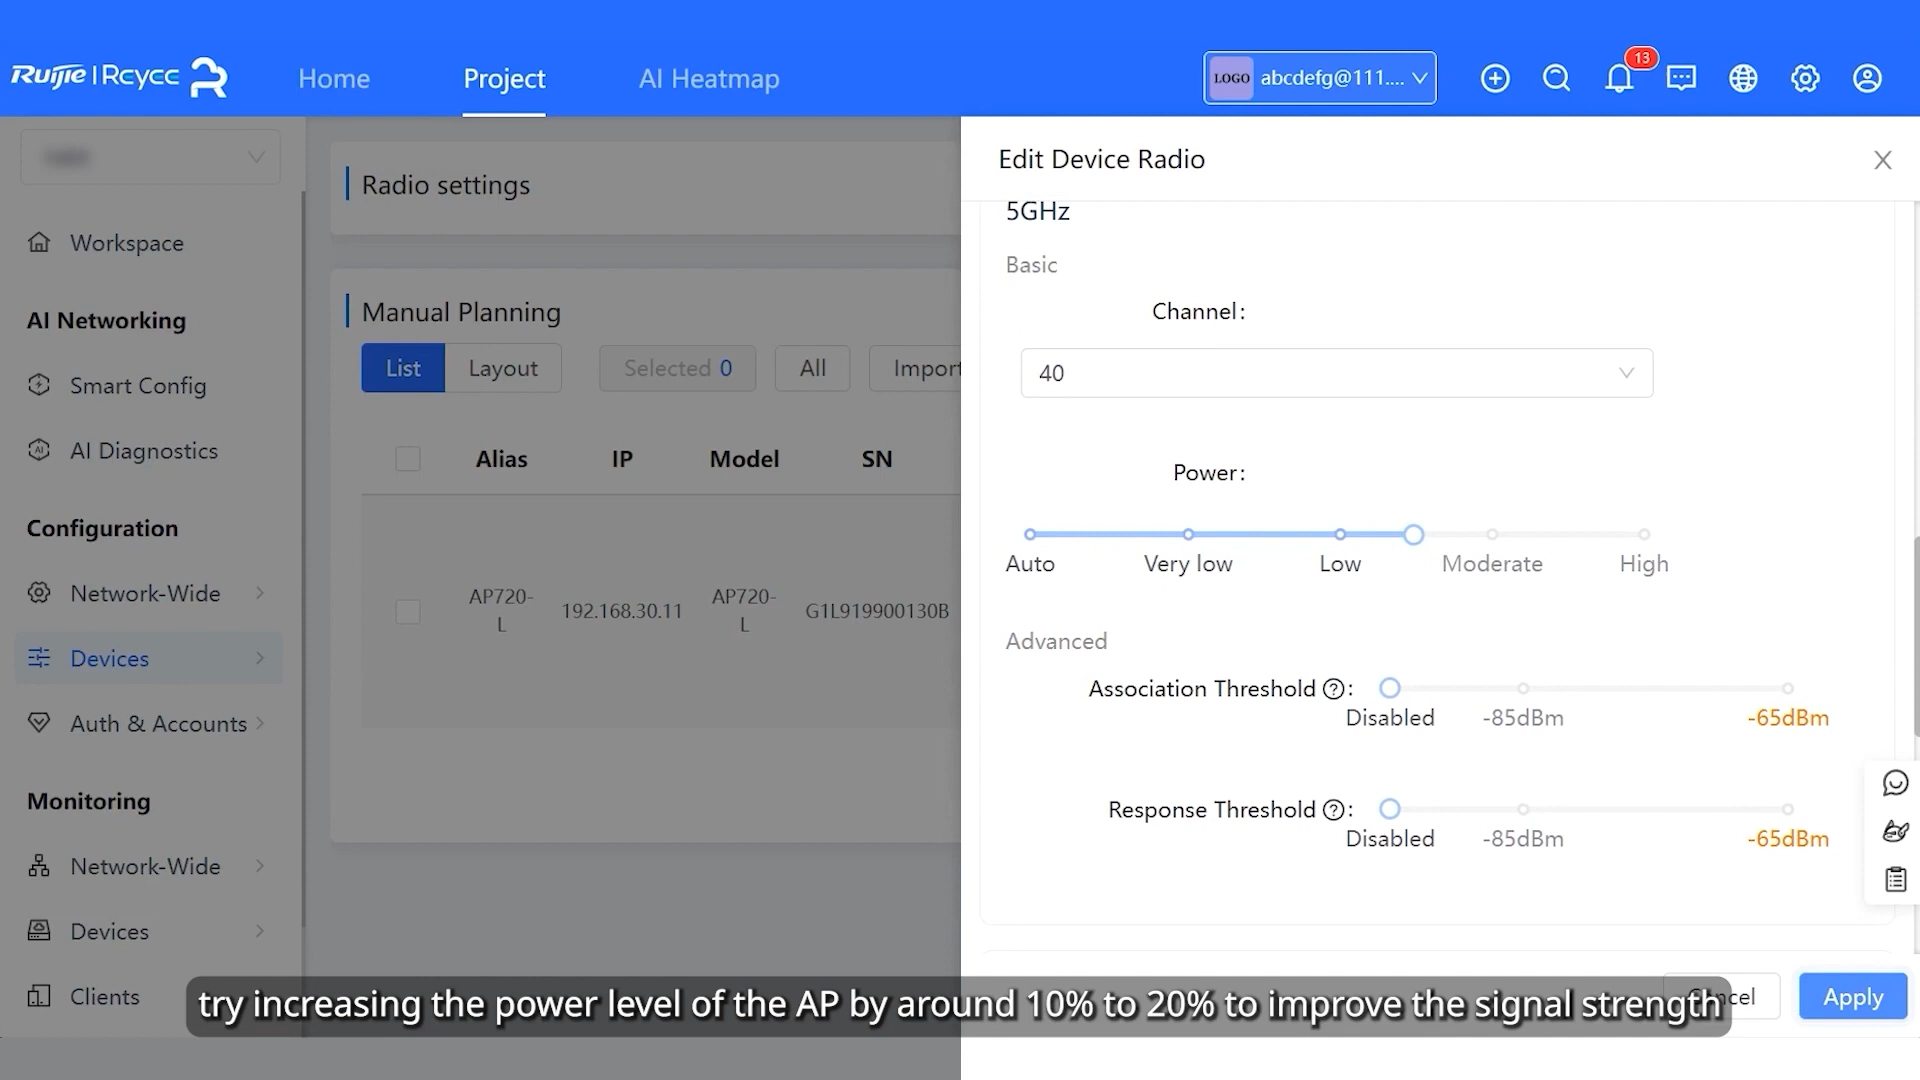 Ruijie | Reyee
Home
Project
AI Heatmap
LOGO abcdefg@111....
13
Workspace
AI Networking
Smart Config
AI Diagnostics
Configuration
Network-Wide
Devices
Auth & Accounts
Monitoring
Network-Wide
Devices
Clients
Radio settings
Manual Planning
List
Layout
Selected 0
All
Import
Alias IP Model SN
AP720-
L
192.168.30.11
AP720-
L
G1L919900130B
Edit Device Radio
5GHz
Basic
Channel:
40
Power:
Auto Very low Low Moderate High
Advanced
Association Threshold ?:
Disabled -85dBm -65dBm
Response Threshold ?:
Disabled -85dBm -65dBm
Apply
try increasing the power level of the AP by around 10% to 20% to improve the signal strength